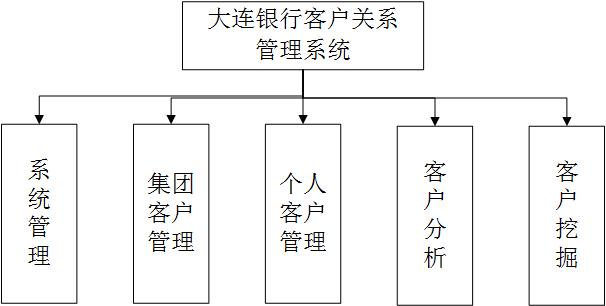 大连银行客户关系
管理系统
系
统
管
理
集团
客户
管理
个人
客户
管理
客
户
分
析
客
户
挖
掘